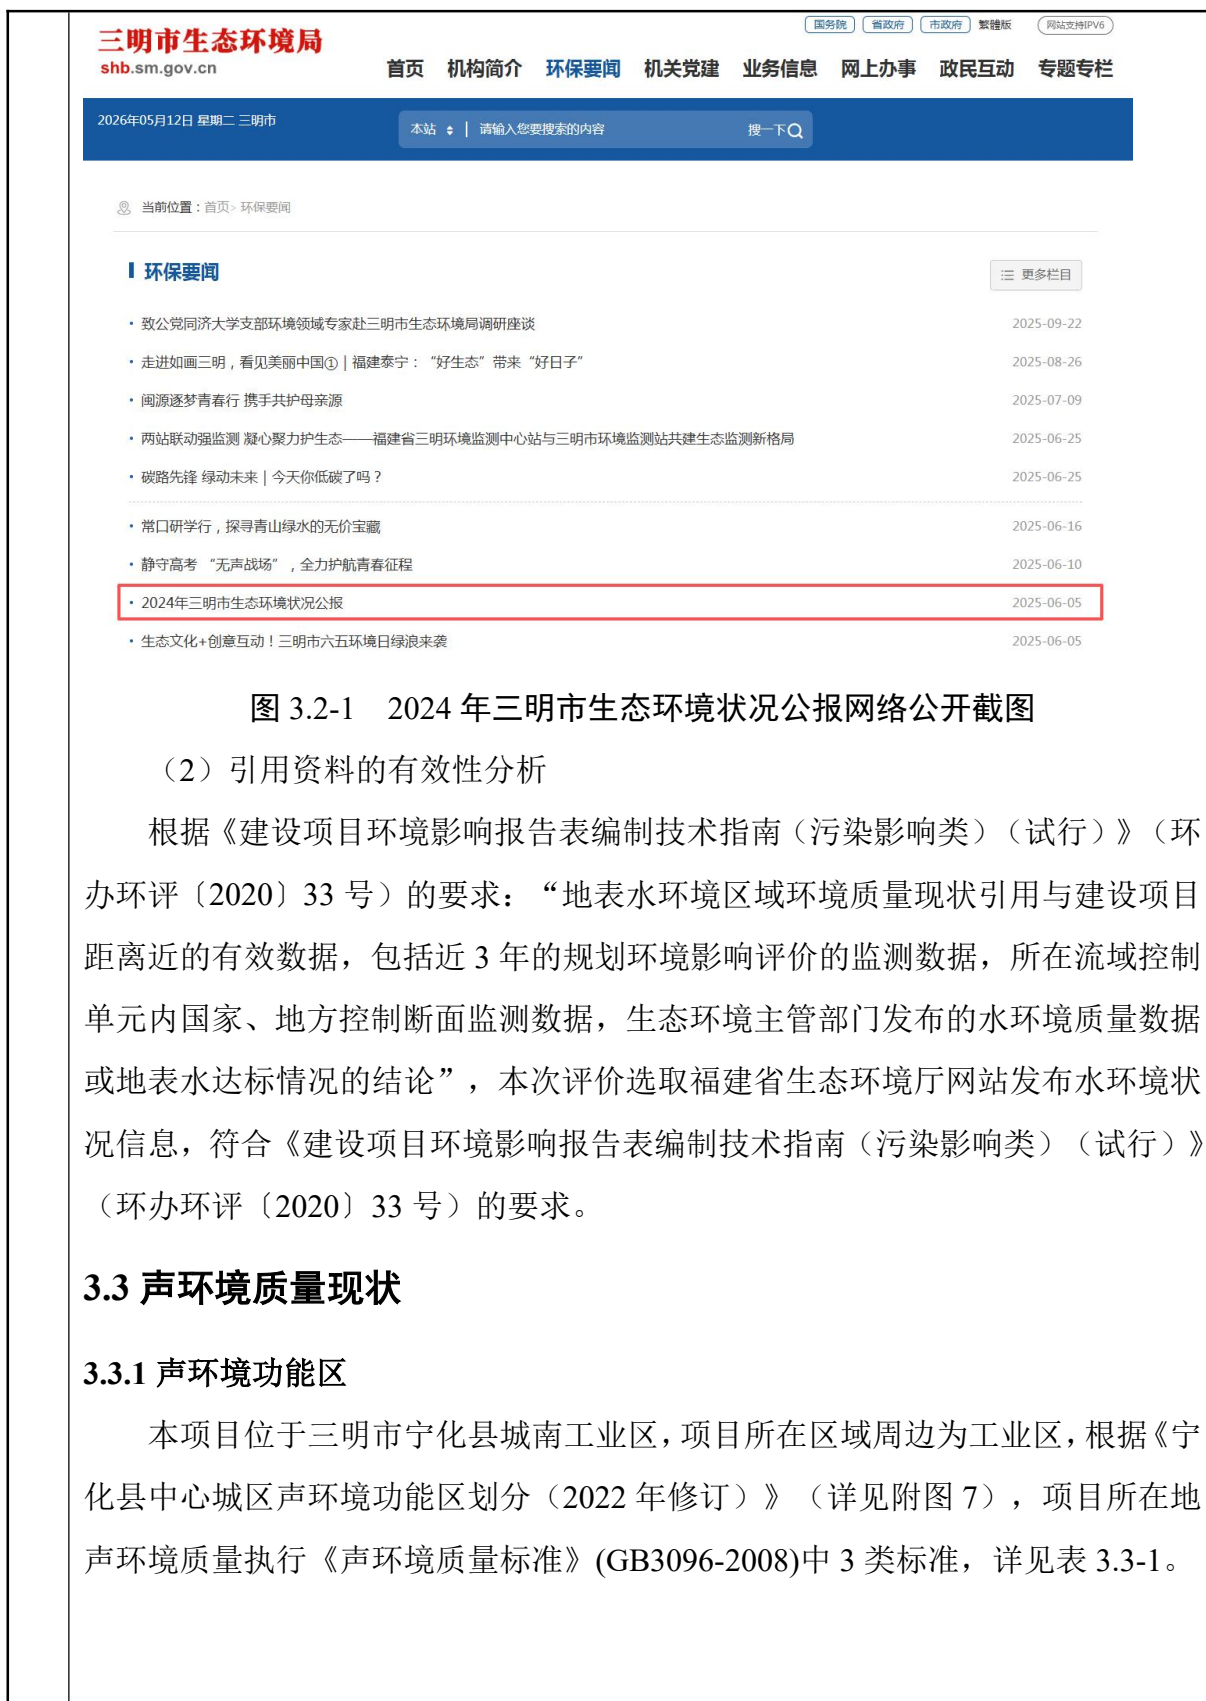 三明市生态环境局
shb.sm.gov.cn
国务院 省政府 市政府 繁體版 网站支持IPV6
首页 机构简介 环保要闻 机关党建 业务信息 网上办事 政民互动 专题专栏
2026年05月12日 星期二 三明市
本站 | 请输入您要搜索的内容 搜一下
当前位置：首页> 环保要闻
环保要闻
更多栏目
· 致公党同济大学支部环境领域专家赴三明市生态环境局调研座谈 2025-09-22
· 走进如画三明，看见美丽中国① | 福建泰宁：“好生态”带来“好日子” 2025-08-26
· 闽源逐梦青春行 携手共护母亲源 2025-07-09
· 两站联动强监测 凝心聚力护生态——福建省三明环境监测中心站与三明市环境监测站共建生态监测新格局 2025-06-25
· 碳路先锋 绿动未来 | 今天你低碳了吗？ 2025-06-25
· 常口研学行，探寻青山绿水的无价宝藏 2025-06-16
· 静守高考 “无声战场”，全力护航青春征程 2025-06-10
· 2024年三明市生态环境状况公报 2025-06-05
· 生态文化+创意互动！三明市六五环境日绿浪来袭 2025-06-05
图 3.2-1 2024 年三明市生态环境状况公报网络公开截图
（2）引用资料的有效性分析
根据《建设项目环境影响报告表编制技术指南（污染影响类）（试行）》（环
办环评〔2020〕33 号）的要求：“地表水环境区域环境质量现状引用与建设项目
距离近的有效数据，包括近 3 年的规划环境影响评价的监测数据，所在流域控制
单元内国家、地方控制断面监测数据，生态环境主管部门发布的水环境质量数据
或地表水达标情况的结论”，本次评价选取福建省生态环境厅网站发布水环境状
况信息，符合《建设项目环境影响报告表编制技术指南（污染影响类）（试行）》
（环办环评〔2020〕33 号）的要求。
3.3 声环境质量现状
3.3.1 声环境功能区
本项目位于三明市宁化县城南工业区，项目所在区域周边为工业区，根据《宁
化县中心城区声环境功能区划分（2022 年修订）》（详见附图 7），项目所在地
声环境质量执行《声环境质量标准》(GB3096-2008)中 3 类标准，详见表 3.3-1。